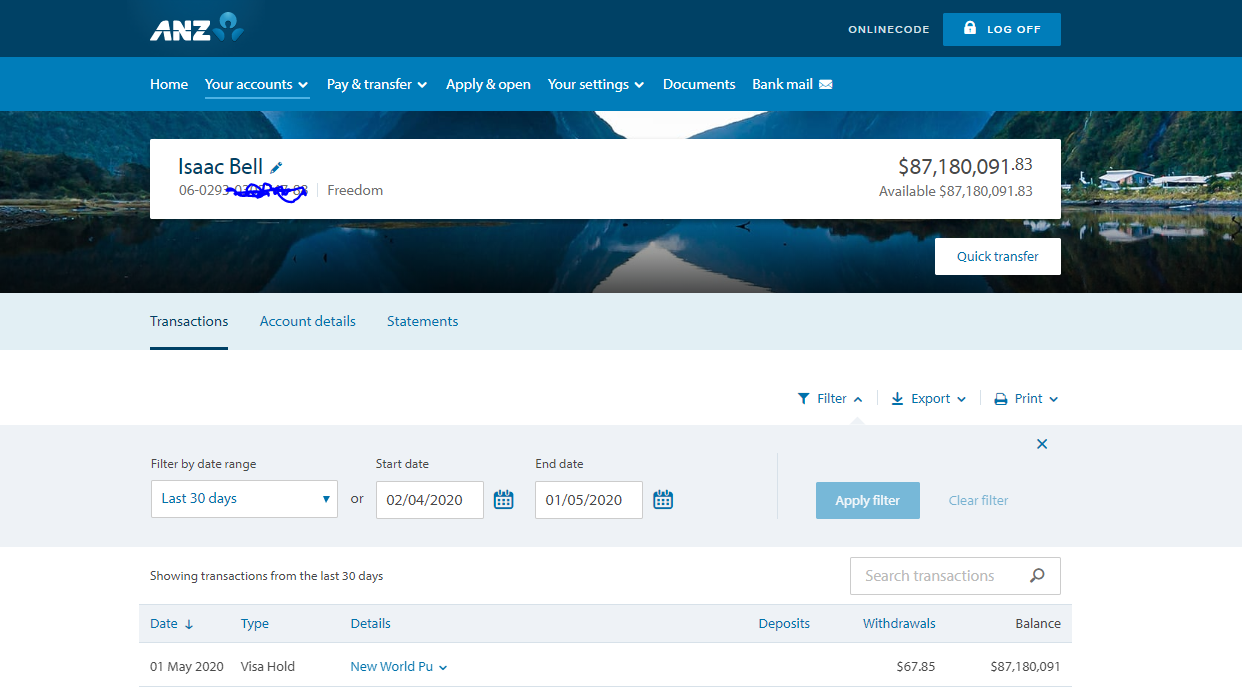 ANZ
ONLINECODE LOG OFF
Home Your accounts Pay & transfer Apply & open Your settings Documents Bank mail
Isaac Bell $87,180,091.83
06-0293 Freedom Available $87,180,091.83
Quick transfer
Transactions Account details Statements
Filter Export Print
Filter by date range Start date End date
Last 30 days or 02/04/2020 01/05/2020 Apply filter Clear filter
Showing transactions from the last 30 days Search transactions
Date Type Details Deposits Withdrawals Balance
01 May 2020 Visa Hold New World Pu $67.85 $87,180,091